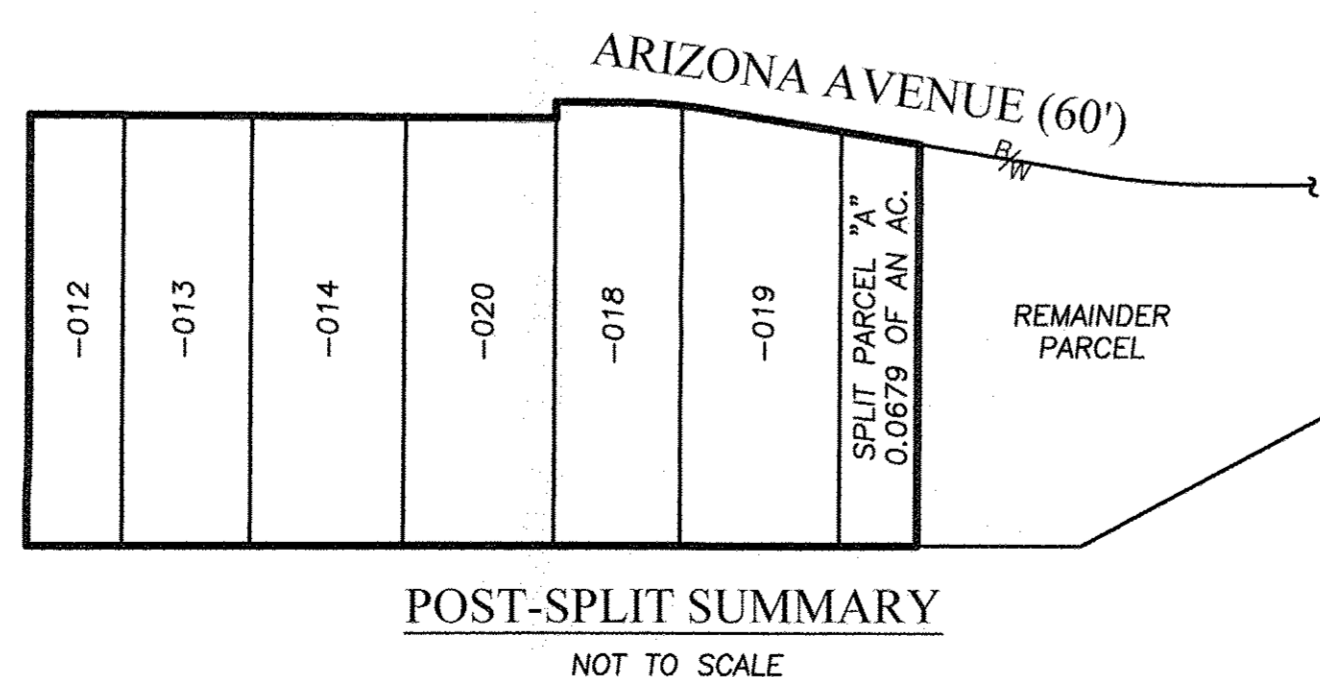 ARIZONA AVENUE (60')
R/W
-012
-013
-014
-020
-018
-019
SPLIT PARCEL "A"
0.0679 OF AN AC.
REMAINDER
PARCEL
POST-SPLIT SUMMARY
NOT TO SCALE